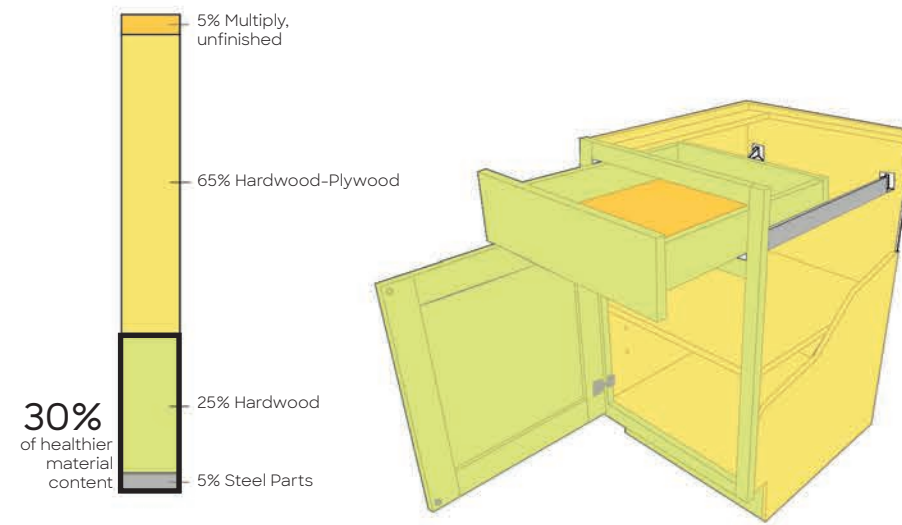 5% Multiply,
unfinished
65% Hardwood-Plywood
25% Hardwood
30%
of healthier
material
content
5% Steel Parts